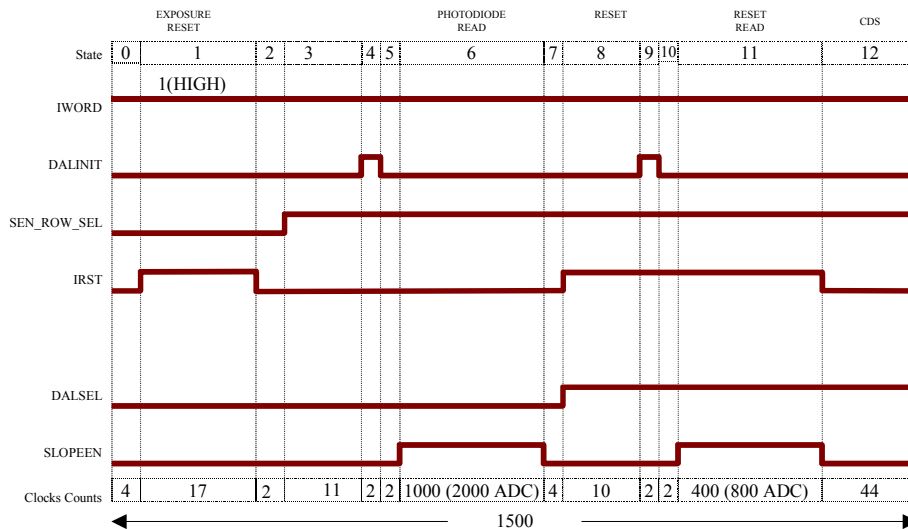 EXPOSURE RESET
PHOTODIODE READ
RESET
RESET READ
CDS
State 0 1 2 3 4 5 6 7 8 9 10 11 12
1(HIGH)
IWORD
DALINIT
SEN_ROW_SEL
IRST
DALSEL
SLOPEEN
Clocks Counts 4 17 2 11 2 2 1000 (2000 ADC) 4 10 2 2 400 (800 ADC) 44
1500